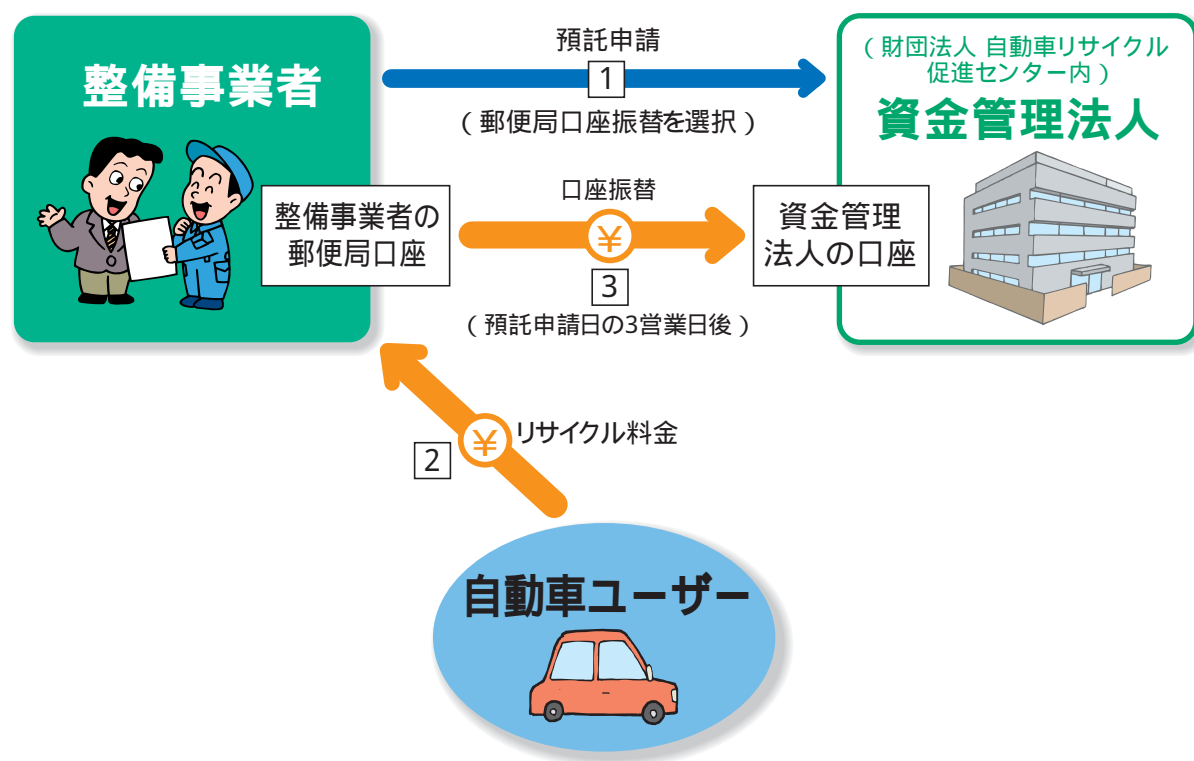 整備事業者
預託申請
1
(郵便局口座振替を選択)
(財団法人 自動車リサイクル
促進センター内)
資金管理法人
整備事業者の
郵便局口座
口座振替
¥
3
(預託申請日の3営業日後)
資金管理
法人の口座
2
¥
リサイクル料金
自動車ユーザー